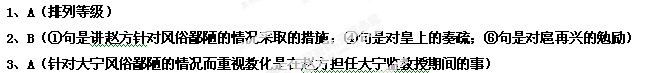 1、A（排列等级）
2、B（①句是讲赵方针对风俗鄙陋的情况采取的措施；④句是对皇上的奏疏；⑥句是对扈再兴的勉励）
3、A（针对大宁风俗鄙陋的情况而重视教化是在赵方担任大宁监教授期间的事）